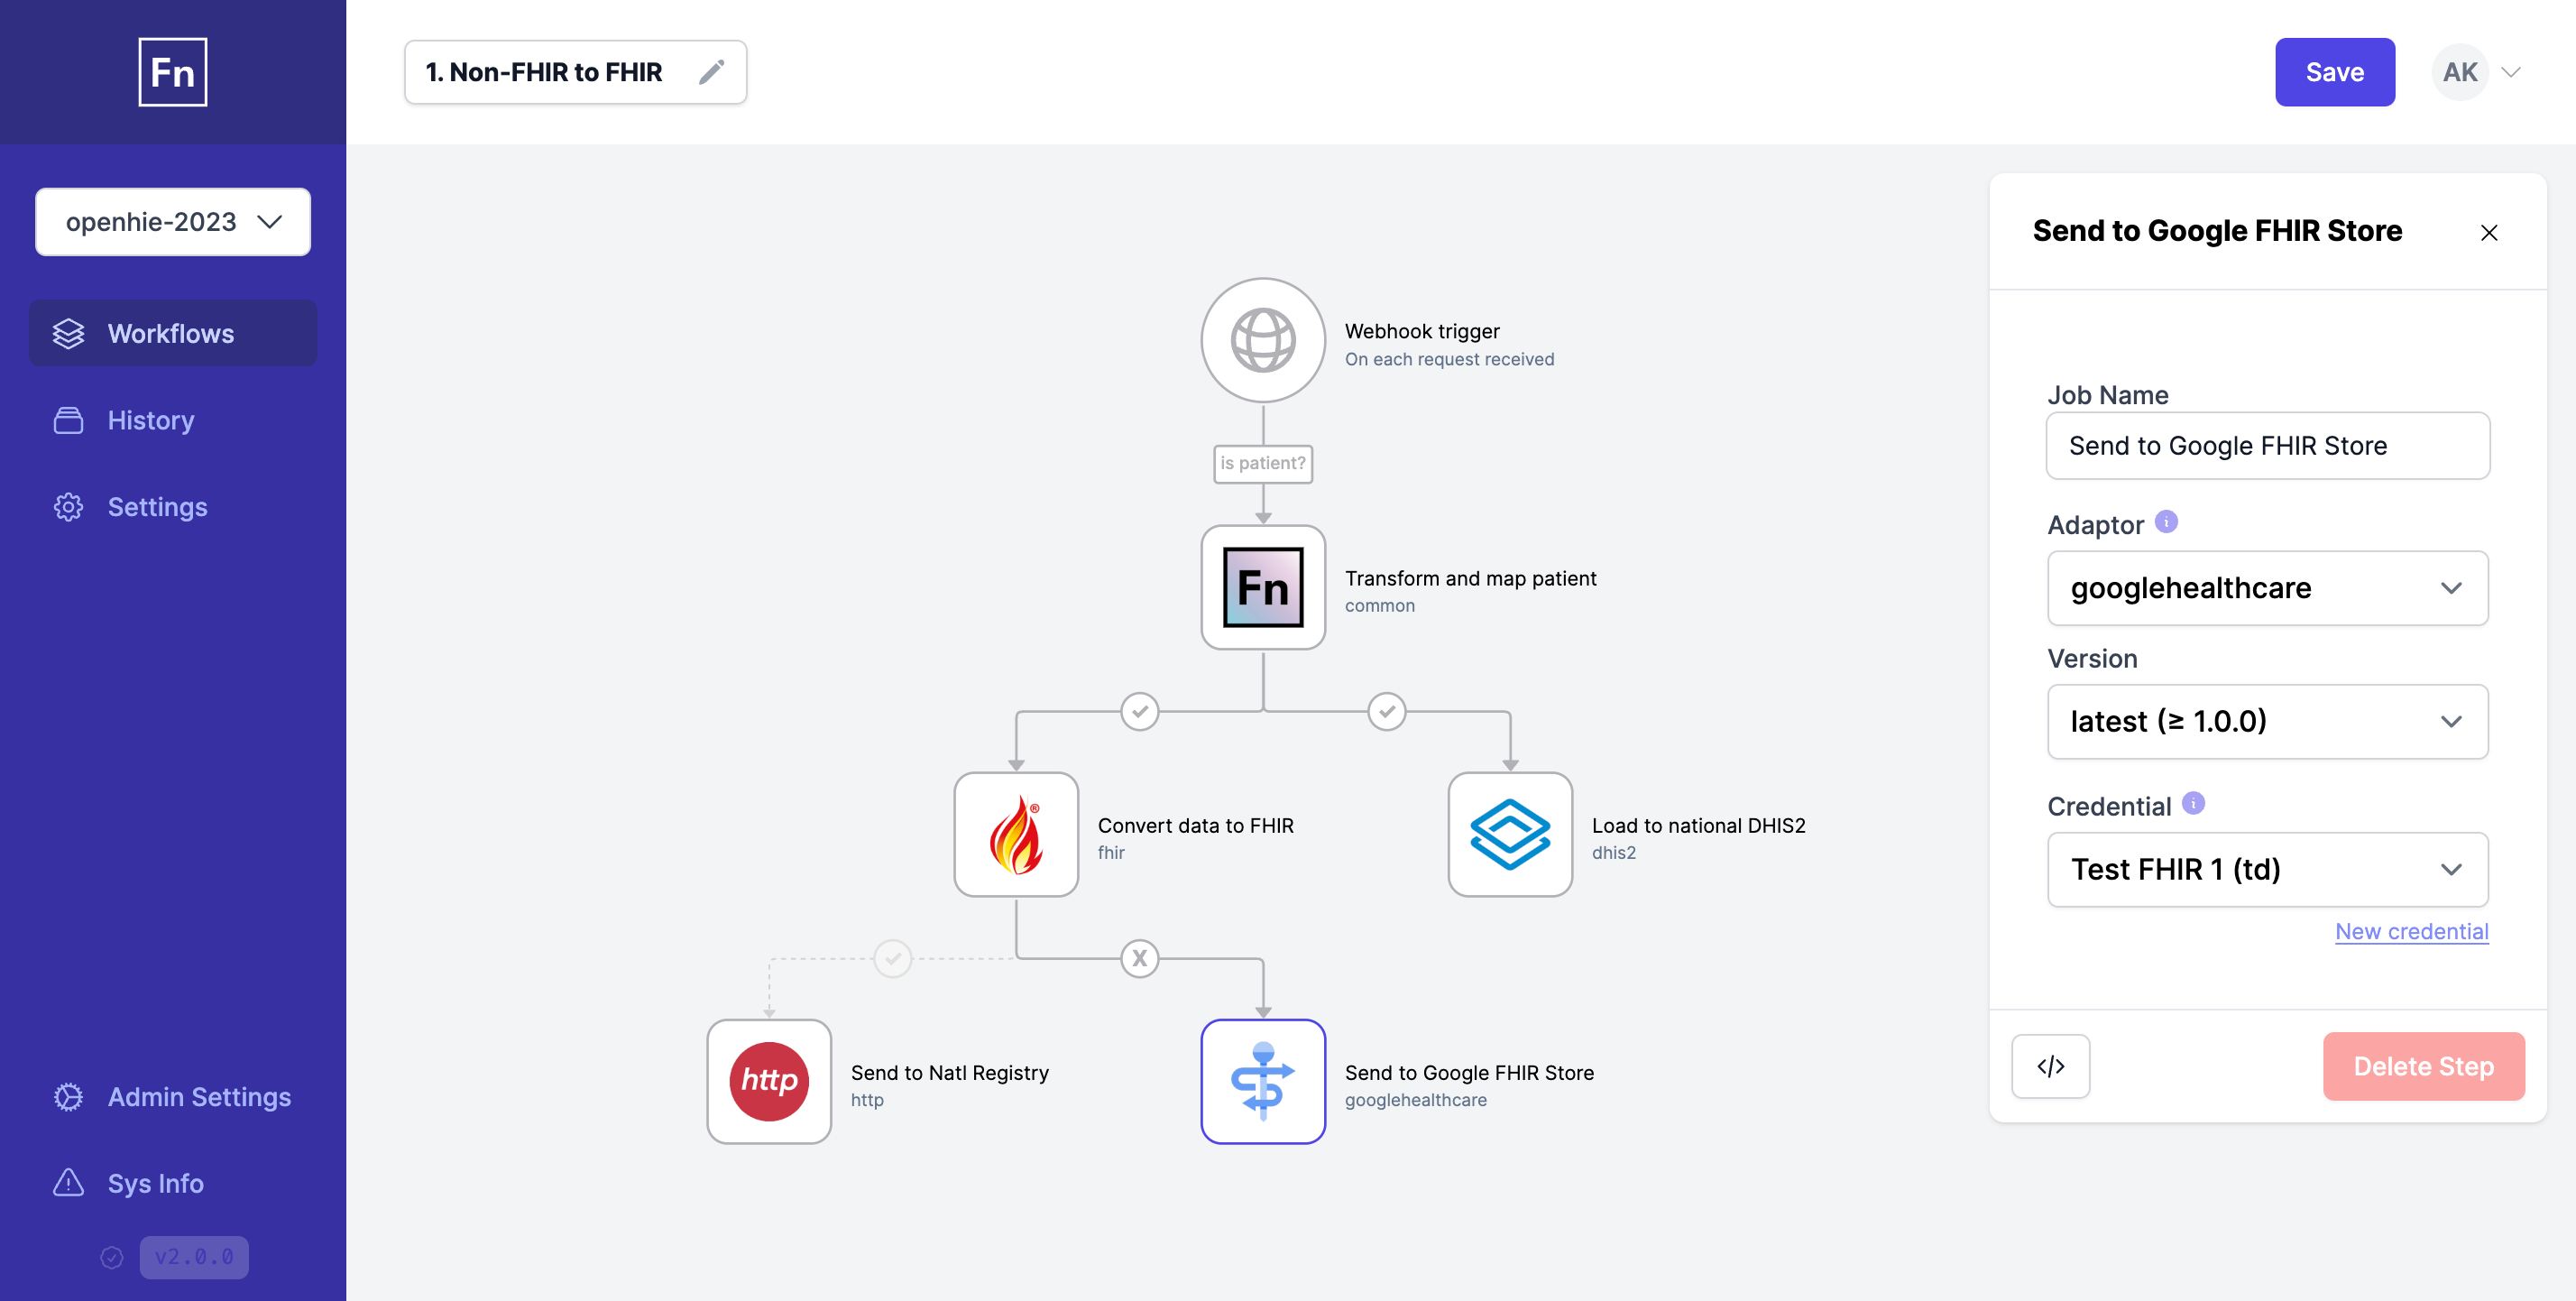 Fn
1. Non-FHIR to FHIR
Save
AK
openhie-2023
Workflows
History
Settings
Admin Settings
Sys Info
v2.0.0
Webhook trigger
On each request received
is patient?
Fn
Transform and map patient
common
®
Convert data to FHIR
fhir
Load to national DHIS2
dhis2
X
http
Send to Natl Registry
http
Send to Google FHIR Store
googlehealthcare
Send to Google FHIR Store
Job Name
Send to Google FHIR Store
Adaptor i
googlehealthcare
Version
latest (≥ 1.0.0)
Credential i
Test FHIR 1 (td)
New credential
</>
Delete Step